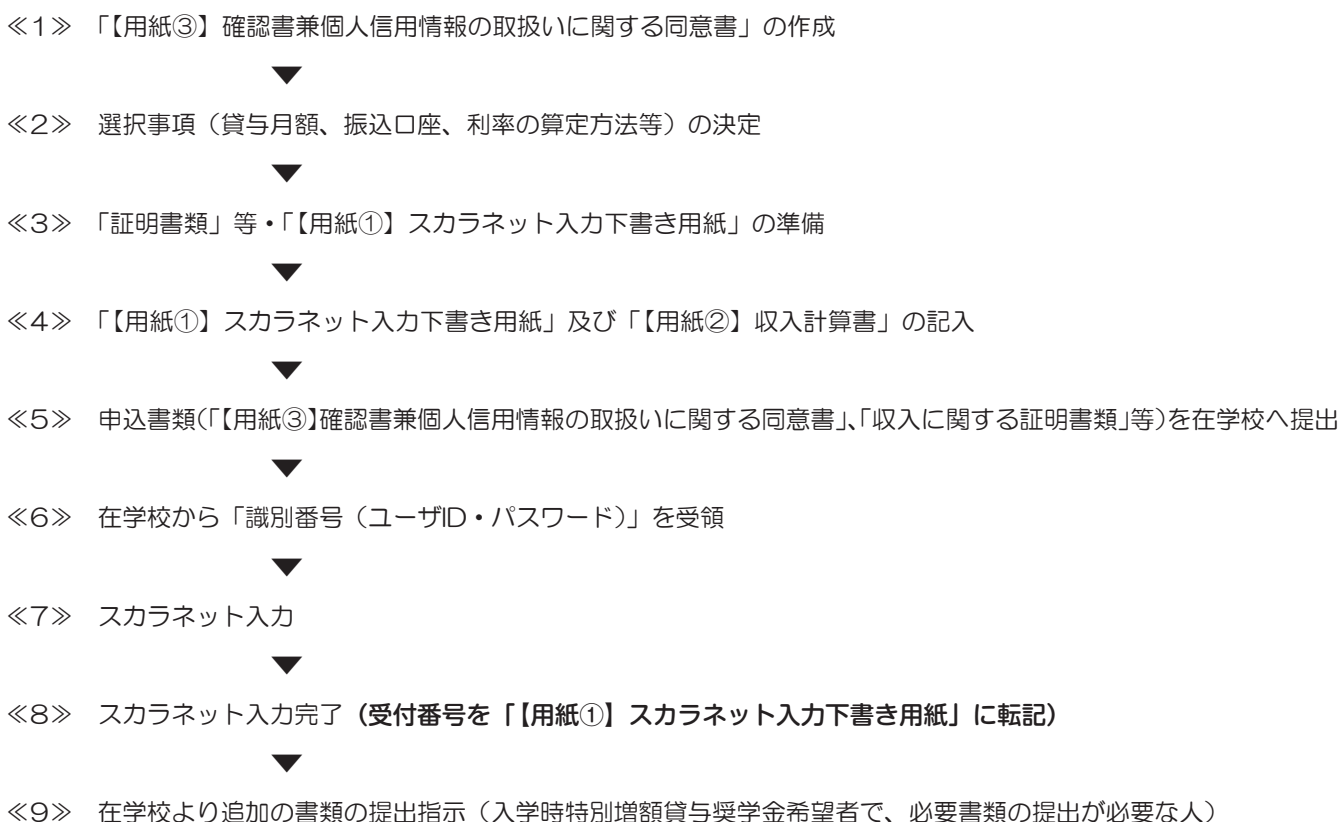 ≪1≫ 「【用紙③】確認書兼個人信用情報の取扱いに関する同意書」の作成
▼
≪2≫ 選択事項（貸与月額、振込口座、利率の算定方法等）の決定
▼
≪3≫ 「証明書類」等・「【用紙①】スカラネット入力下書き用紙」の準備
▼
≪4≫ 「【用紙①】スカラネット入力下書き用紙」及び「【用紙②】収入計算書」の記入
▼
≪5≫ 申込書類(「【用紙③】確認書兼個人信用情報の取扱いに関する同意書」、「収入に関する証明書類」等)を在学校へ提出
▼
≪6≫ 在学校から「識別番号（ユーザID・パスワード）」を受領
▼
≪7≫ スカラネット入力
▼
≪8≫ スカラネット入力完了（受付番号を「【用紙①】スカラネット入力下書き用紙」に転記）
▼
≪9≫ 在学校より追加の書類の提出指示（入学時特別増額貸与奨学金希望者で、必要書類の提出が必要な人）